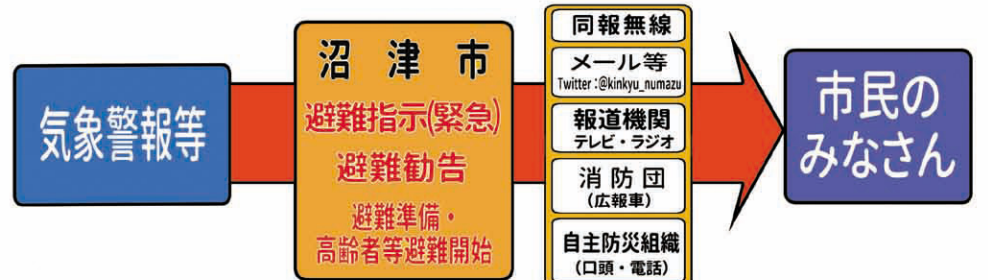 気象警報等
沼津市
避難指示(緊急)
避難勧告
避難準備・
高齢者等避難開始
同報無線
メール等
Twitter:@kinkyu_numazu
報道機関
テレビ・ラジオ
消防団
(広報車)
自主防災組織
(口頭・電話)
市民の
みなさん